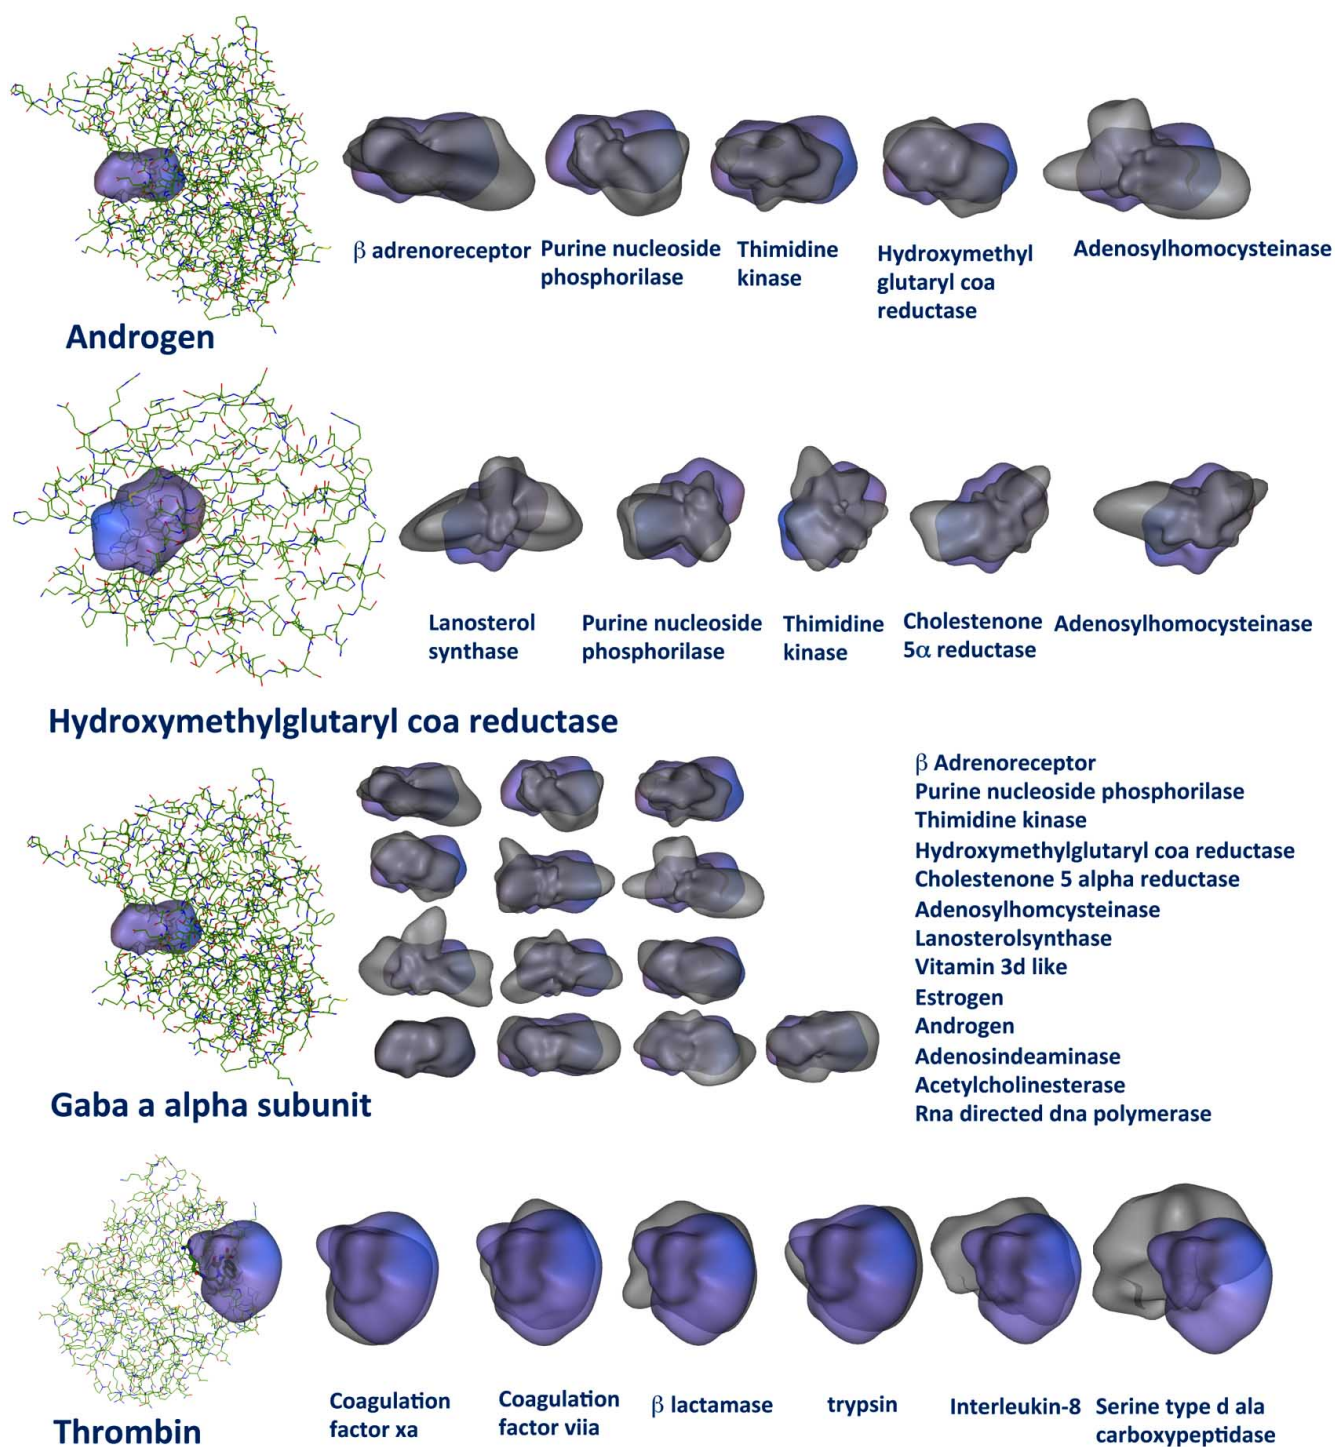 β adrenoreceptor
Purine nucleoside
phosphorilase
Thimidine
kinase
Hydroxymethyl
glutaryl coa
reductase
Adenosylhomocysteinase
Androgen
Lanosterol
synthase
Purine nucleoside
phosphorilase
Thimidine
kinase
Cholestenone
5α reductase
Adenosylhomocysteinase
Hydroxymethylglutaryl coa reductase
β Adrenoreceptor
Purine nucleoside phosphorilase
Thimidine kinase
Hydroxymethylglutaryl coa reductase
Cholestenone 5 alpha reductase
Adenosylhomcysteinase
Lanosterolsynthase
Vitamin 3d like
Estrogen
Androgen
Adenosindeaminase
Acetylcholinesterase
Rna directed dna polymerase
Gaba a alpha subunit
Coagulation
factor xa
Coagulation
factor viia
β lactamase
trypsin
Interleukin-8
Serine type d ala
carboxypeptidase
Thrombin